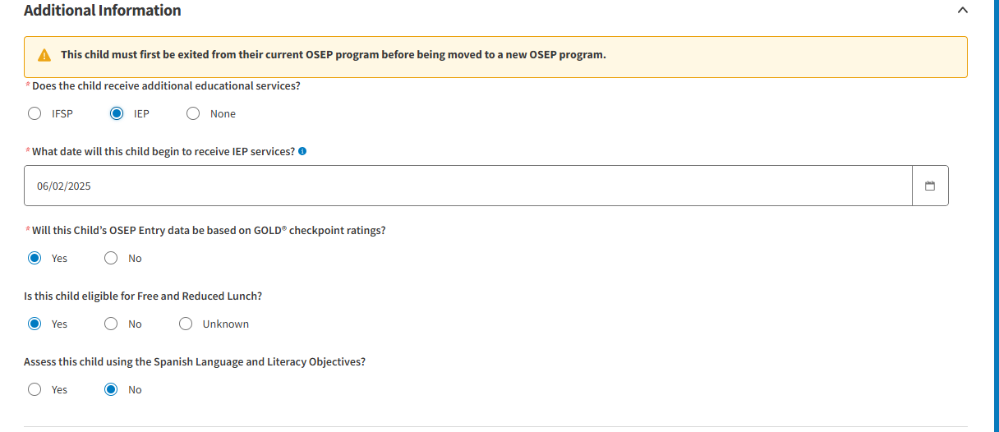 Additional Information
This child must first be exited from their current OSEP program before being moved to a new OSEP program.
* Does the child receive additional educational services?
IFSP IEP None
* What date will this child begin to receive IEP services?
06/02/2025
* Will this Child’s OSEP Entry data be based on GOLD® checkpoint ratings?
Yes No
Is this child eligible for Free and Reduced Lunch?
Yes No Unknown
Assess this child using the Spanish Language and Literacy Objectives?
Yes No